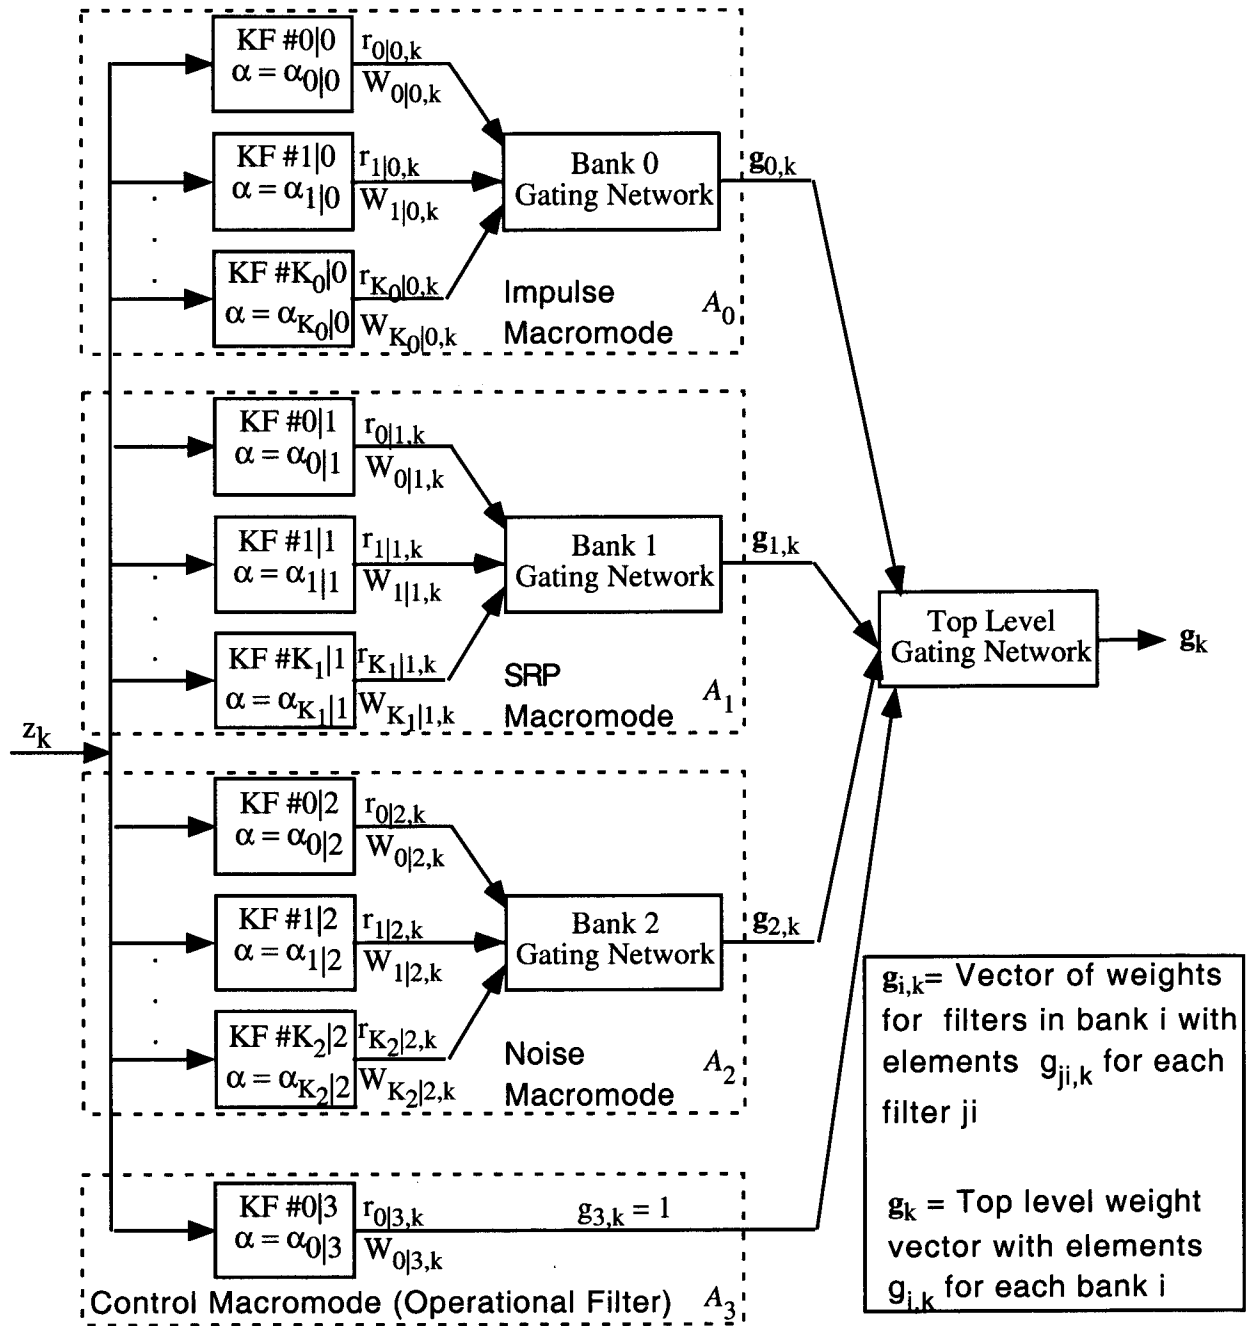 KF #0|0
α = α0|0
r0|0,k
W0|0,k
KF #1|0
α = α1|0
r1|0,k
W1|0,k
KF #K0|0
α = αK0|0
rK0|0,k
WK0|0,k
Bank 0
Gating Network
g0,k
Impulse
Macromode
A0
KF #0|1
α = α0|1
r0|1,k
W0|1,k
KF #1|1
α = α1|1
r1|1,k
W1|1,k
KF #K1|1
α = αK1|1
rK1|1,k
WK1|1,k
Bank 1
Gating Network
g1,k
SRP
Macromode
A1
Top Level
Gating Network
gk
zk
KF #0|2
α = α0|2
r0|2,k
W0|2,k
KF #1|2
α = α1|2
r1|2,k
W1|2,k
KF #K2|2
α = αK2|2
rK2|2,k
WK2|2,k
Bank 2
Gating Network
g2,k
Noise
Macromode
A2
KF #0|3
α = α0|3
r0|3,k
W0|3,k
g3,k = 1
Control Macromode (Operational Filter)
A3
gi,k= Vector of weights
for filters in bank i with
elements gji,k for each
filter ji
gk = Top level weight
vector with elements
gi,k for each bank i